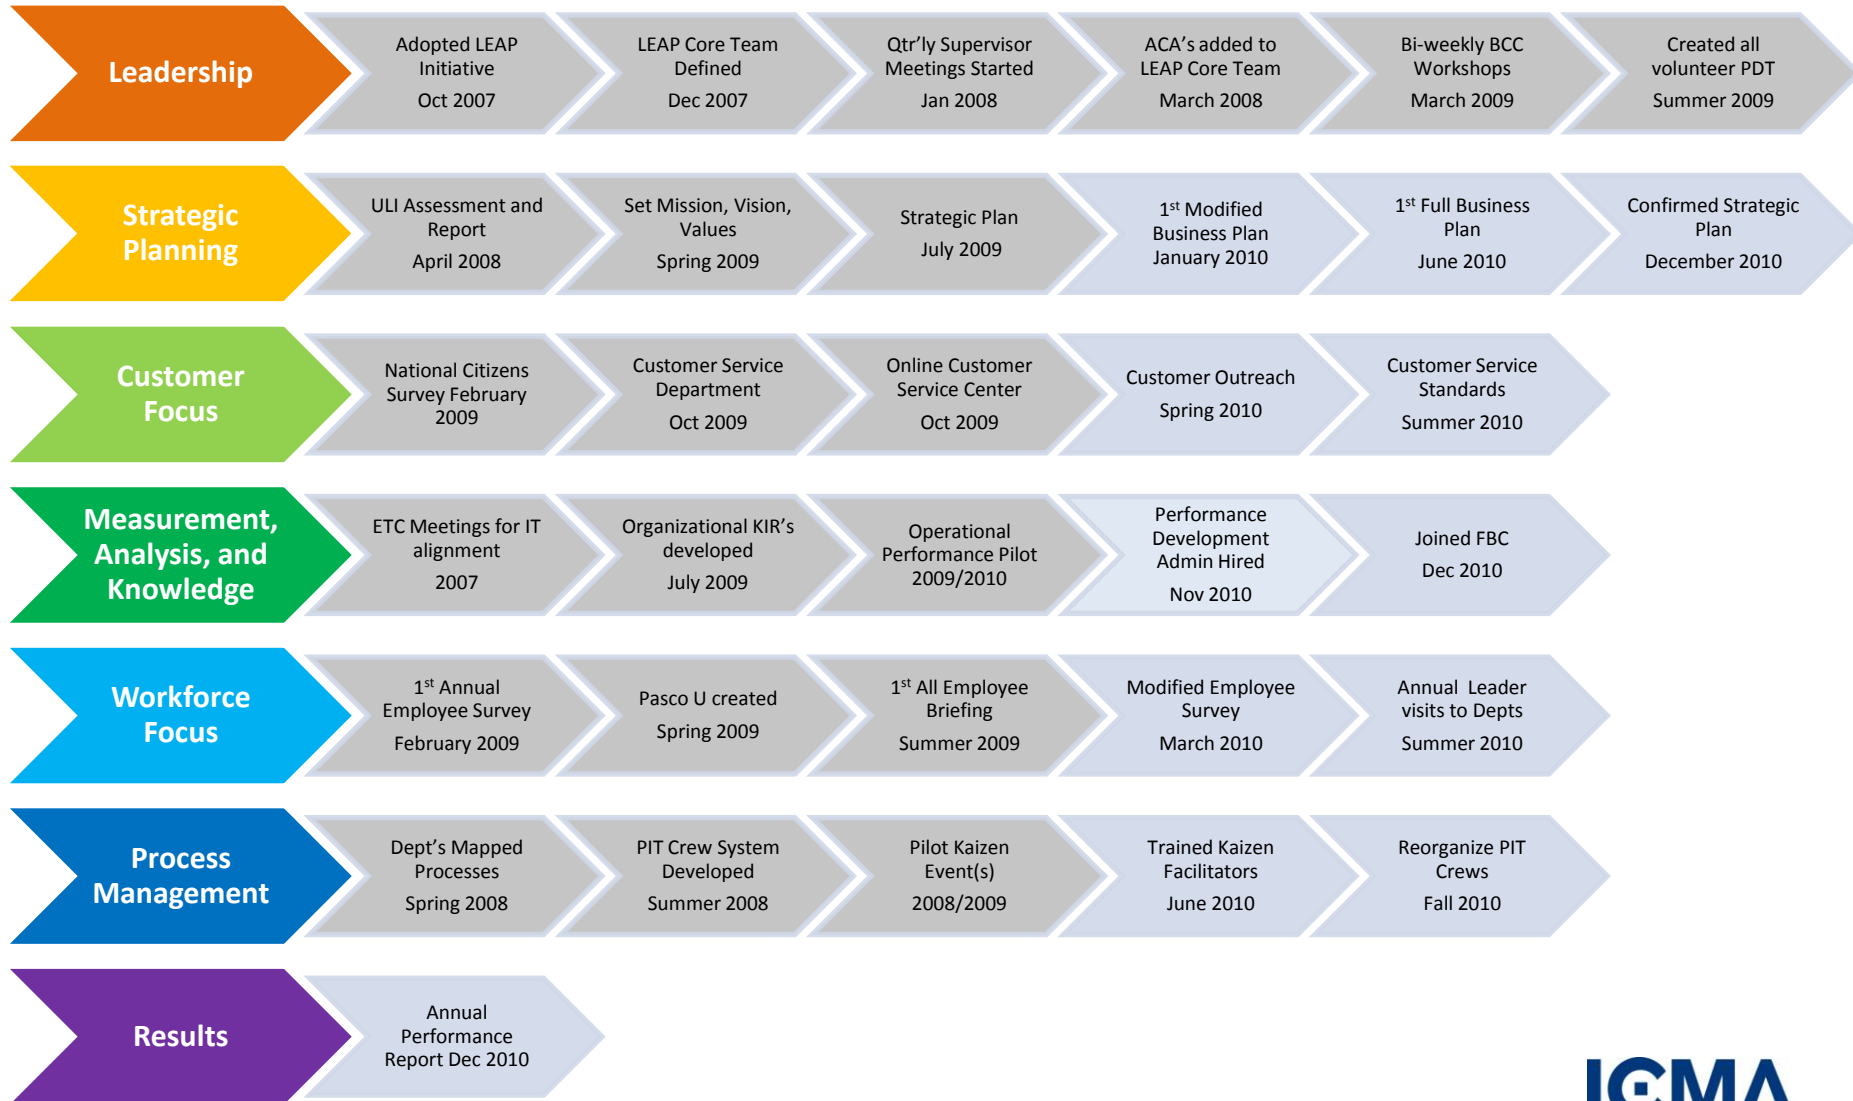 Leadership
Adopted LEAP
Initiative
Oct 2007
LEAP Core Team
Defined
Dec 2007
Qtr’ly Supervisor
Meetings Started
Jan 2008
ACA’s added to
LEAP Core Team
March 2008
Bi-weekly BCC
Workshops
March 2009
Created all
volunteer PDT
Summer 2009
Strategic
Planning
ULI Assessment and
Report
April 2008
Set Mission, Vision,
Values
Spring 2009
Strategic Plan
July 2009
1st Modified
Business Plan
January 2010
1st Full Business
Plan
June 2010
Confirmed Strategic
Plan
December 2010
Customer
Focus
National Citizens
Survey February
2009
Customer Service
Department
Oct 2009
Online Customer
Service Center
Oct 2009
Customer Outreach
Spring 2010
Customer Service
Standards
Summer 2010
Measurement,
Analysis, and
Knowledge
ETC Meetings for IT
alignment
2007
Organizational KIR’s
developed
July 2009
Operational
Performance Pilot
2009/2010
Performance
Development
Admin Hired
Nov 2010
Joined FBC
Dec 2010
Workforce
Focus
1st Annual
Employee Survey
February 2009
Pasco U created
Spring 2009
1st All Employee
Briefing
Summer 2009
Modified Employee
Survey
March 2010
Annual Leader
visits to Depts
Summer 2010
Process
Management
Dept’s Mapped
Processes
Spring 2008
PIT Crew System
Developed
Summer 2008
Pilot Kaizen
Event(s)
2008/2009
Trained Kaizen
Facilitators
June 2010
Reorganize PIT
Crews
Fall 2010
Results
Annual
Performance
Report Dec 2010
ICMA